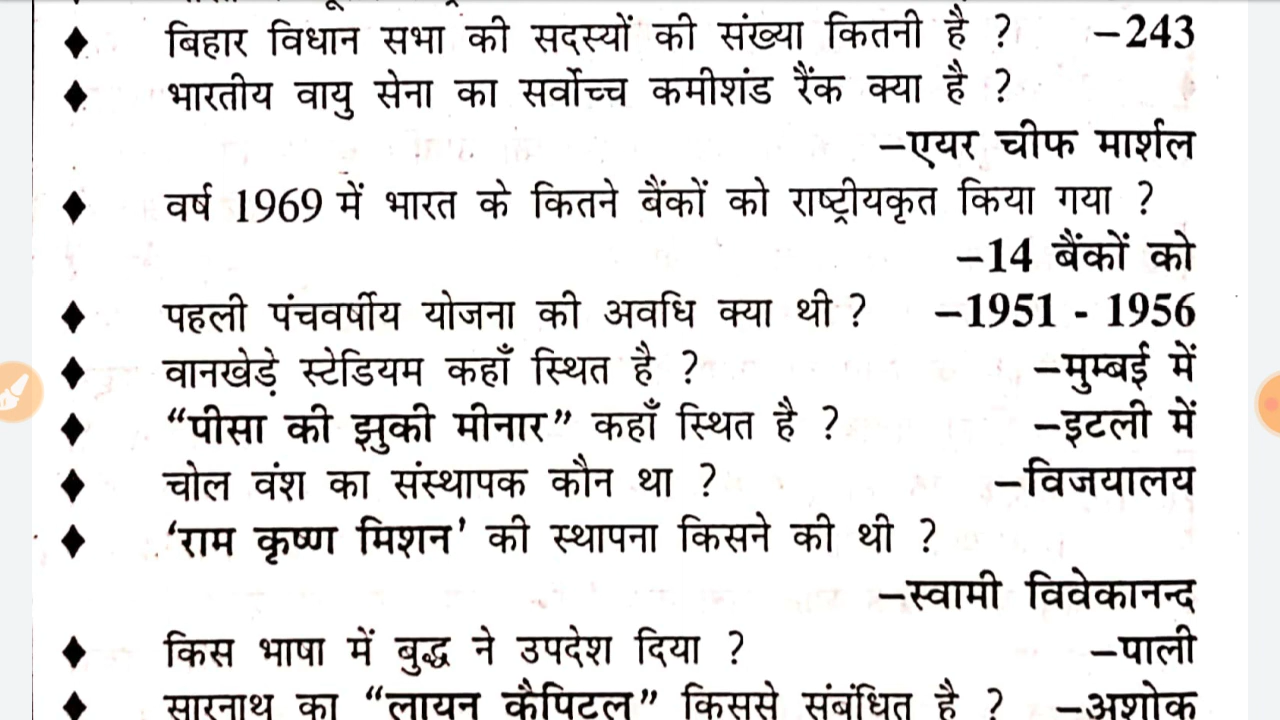 ♦ बिहार विधान सभा की सदस्यों की संख्या कितनी है ? –243
♦ भारतीय वायु सेना का सर्वोच्च कमीशंड रैंक क्या है ?
–एयर चीफ मार्शल
♦ वर्ष 1969 में भारत के कितने बैंकों को राष्ट्रीयकृत किया गया ?
–14 बैंकों को
♦ पहली पंचवर्षीय योजना की अवधि क्या थी ? –1951 - 1956
♦ वानखेड़े स्टेडियम कहाँ स्थित है ? –मुम्बई में
♦ “पीसा की झुकी मीनार” कहाँ स्थित है ? –इटली में
♦ चोल वंश का संस्थापक कौन था ? –विजयालय
♦ ‘राम कृष्ण मिशन’ की स्थापना किसने की थी ?
–स्वामी विवेकानन्द
♦ किस भाषा में बुद्ध ने उपदेश दिया ? –पाली
♦ सारनाथ का “लायन कैपिटल” किससे संबंधित है ? –अशोक